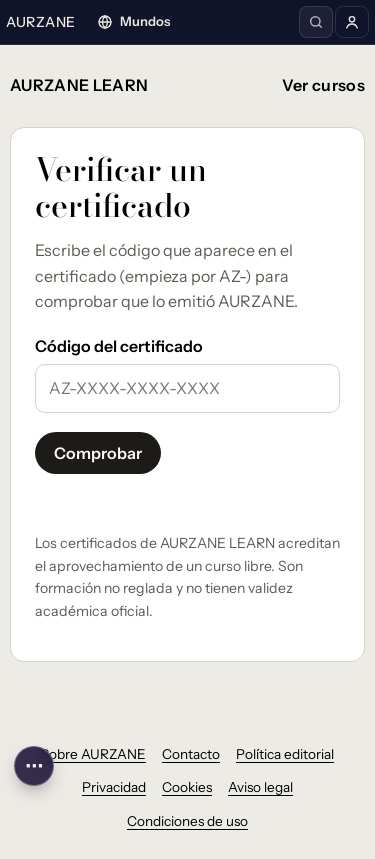 AURZANE Mundos
AURZANE LEARN Ver cursos
Verificar un
certificado
Escribe el código que aparece en el
certificado (empieza por AZ-) para
comprobar que lo emitió AURZANE.
Código del certificado
AZ-XXXX-XXXX-XXXX
Comprobar
Los certificados de AURZANE LEARN acreditan
el aprovechamiento de un curso libre. Son
formación no reglada y no tienen validez
académica oficial.
Sobre AURZANE Contacto Política editorial
Privacidad Cookies Aviso legal
Condiciones de uso